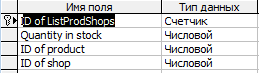 Имя поля Тип данных
ID of ListProdShops Счетчик
Quantity in stock Числовой
ID of product Числовой
ID of shop Числовой